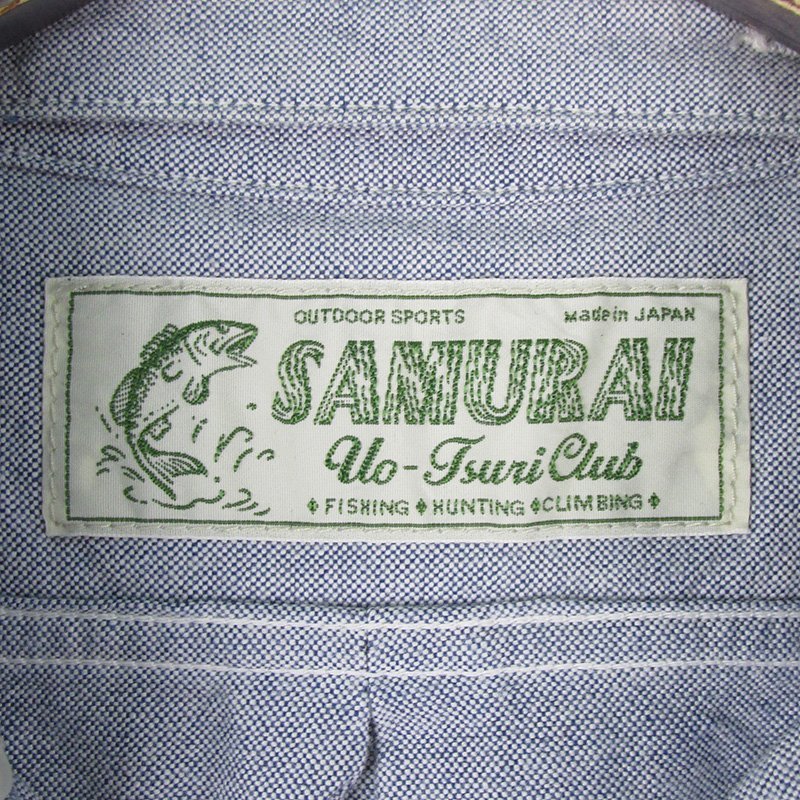 OUTDOOR SPORTS Made in JAPAN
SAMURAI
Uo-Tsuri Club
♦ FISHING ♦ HUNTING ♦ CLIMBING ♦